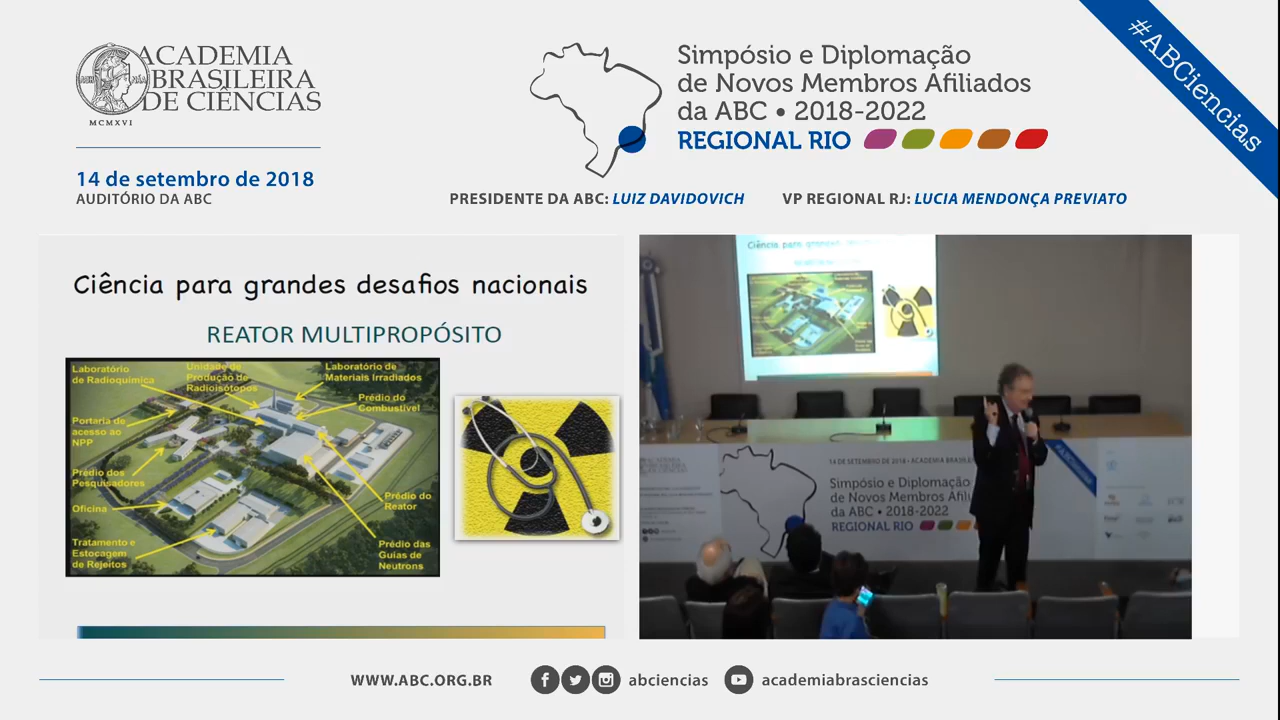 ACADEMIA
BRASILEIRA
DE CIÊNCIAS
MCMXVI
14 de setembro de 2018
AUDITÓRIO DA ABC
Simpósio e Diplomação
de Novos Membros Afiliados
da ABC • 2018-2022
REGIONAL RIO
#ABCiencias
PRESIDENTE DA ABC: LUIZ DAVIDOVICH
VP REGIONAL RJ: LUCIA MENDONÇA PREVIATO
Ciência para grandes desafios nacionais
REATOR MULTIPROPÓSITO
Laboratório
de Radioquímica
Unidade de
Produção de
Radioisótopos
Laboratório de
Materiais Irradiados
Prédio do
Combustível
Portaria de
acesso ao
NPP
Prédio dos
Pesquisadores
Oficina
Tratamento e
Estocagem
de Rejeitos
Prédio do
Reator
Prédio das
Guias de
Neutrons
Ciência para grandes
14 DE SETEMBRO DE 2018 • ACADEMIA BRASILEI
Simpósio e Diplomação
de Novos Membros Afili
da ABC • 2018-2022
REGIONAL RIO
WWW.ABC.ORG.BR
abciencias
academiabrasciencias